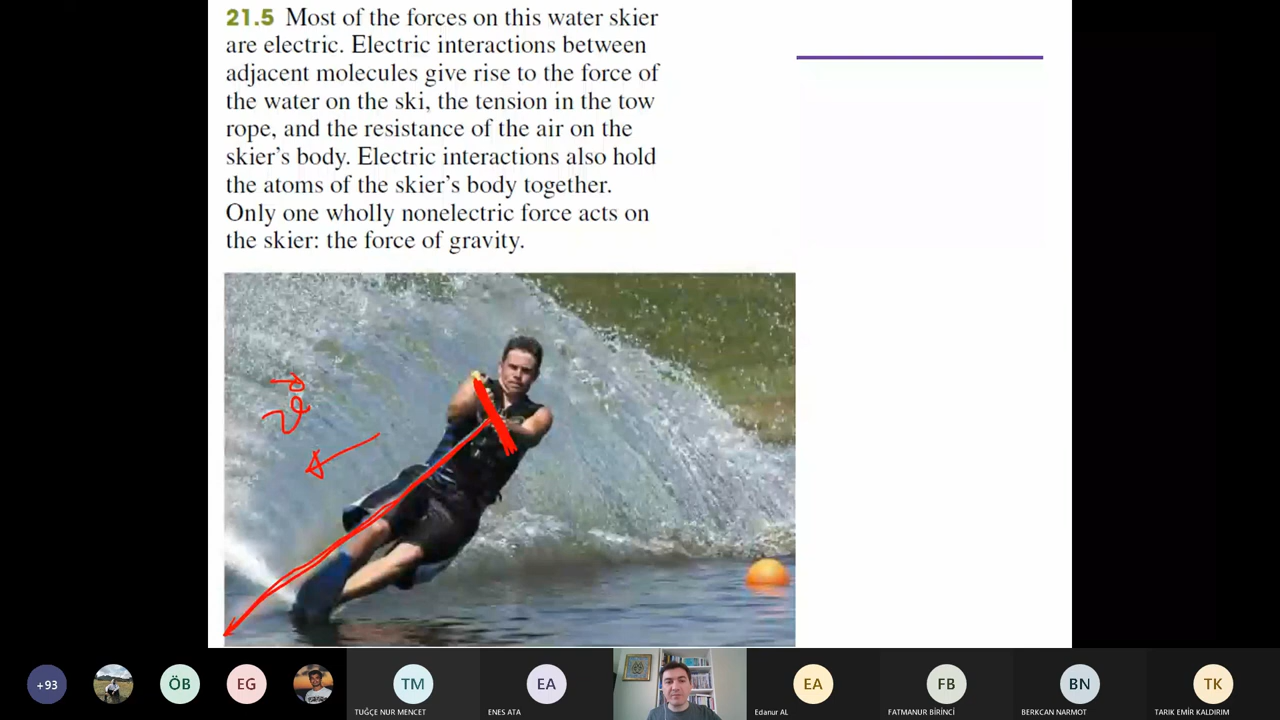 21.5 Most of the forces on this water skier
are electric. Electric interactions between
adjacent molecules give rise to the force of
the water on the ski, the tension in the tow
rope, and the resistance of the air on the
skier's body. Electric interactions also hold
the atoms of the skier's body together.
Only one wholly nonelectric force acts on
the skier: the force of gravity.
+93
ÖB
EG
TM
EA
EA
FB
BN
TK
TUĞÇE NUR MENCET
ENES ATA
Edanur AL
FATMANUR BİRİNCİ
BERKCAN NARMOT
TARIK EMİR KALDIRIM